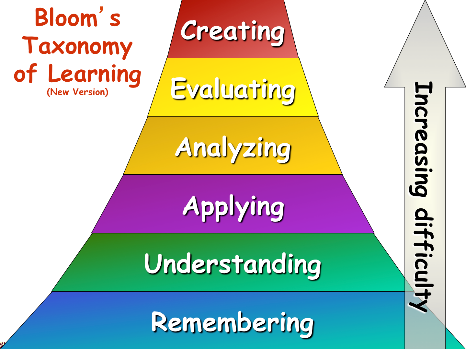 Bloom's
Taxonomy
of Learning
(New Version)
Creating
Evaluating
Analyzing
Applying
Understanding
Remembering
Increasing difficulty